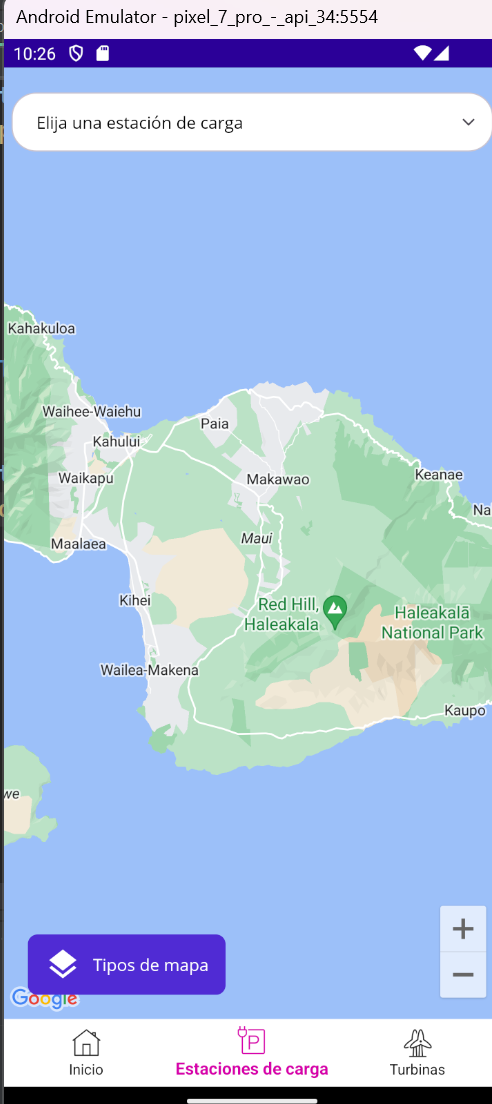 Android Emulator - pixel_7_pro_-_api_34:5554
10:26
Elija una estación de carga
Kahakuloa
Waihee-Waiehu
Paia
Kahului
Waikapu
Makawao
Keanae
Na
Maalaea
Maui
Kihei
Red Hill,
Haleakala
Haleakalā
National Park
Wailea-Makena
Kaupo
we
Tipos de mapa
Google
+
−
P
Inicio
Estaciones de carga
Turbinas